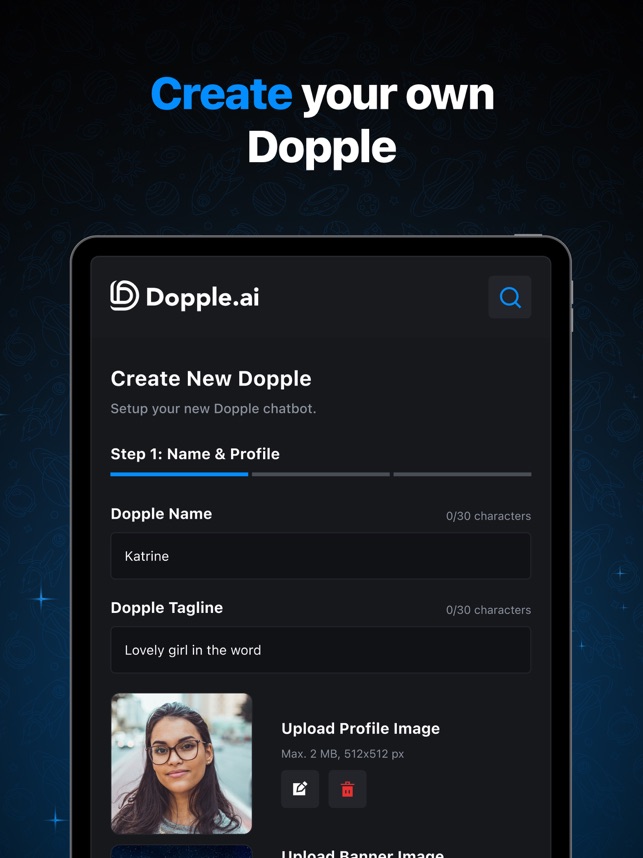 Create your own
Dopple
Dopple.ai
Create New Dopple
Setup your new Dopple chatbot.
Step 1: Name & Profile
Dopple Name
0/30 characters
Katrine
Dopple Tagline
0/30 characters
Lovely girl in the word
Upload Profile Image
Max. 2 MB, 512x512 px
Upload Banner Image